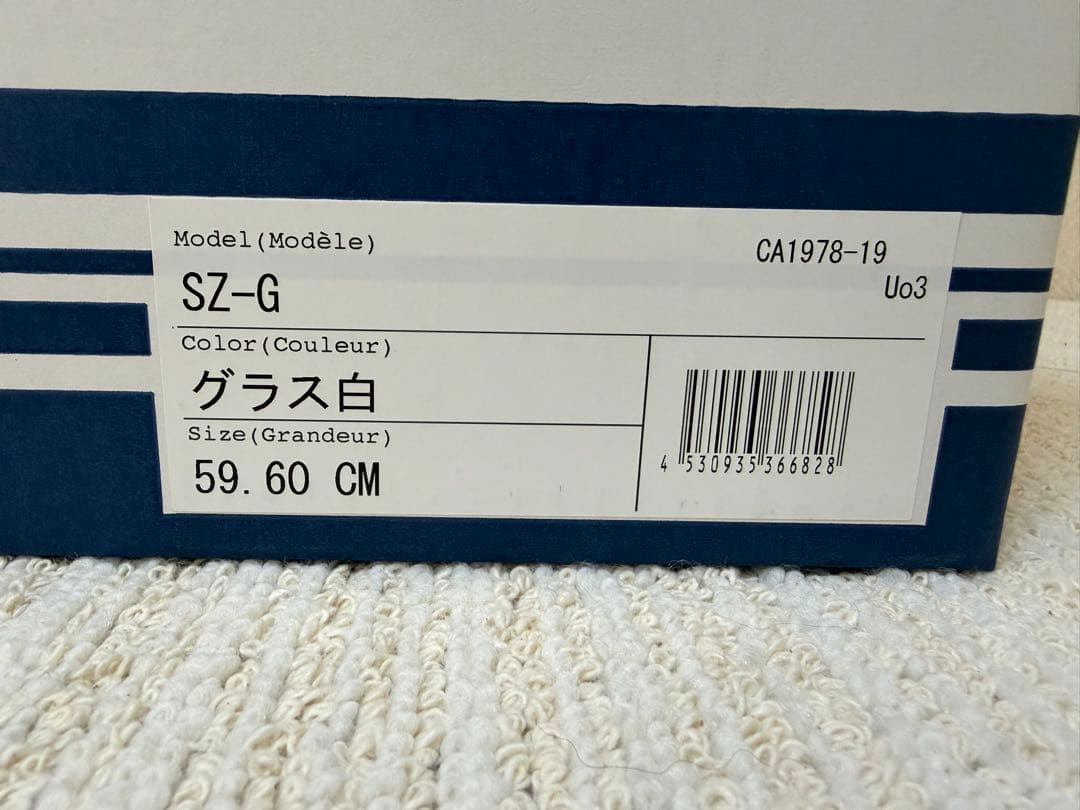 Model(Modèle)
CA1978-19
SZ-G
Uo3
Color(Couleur)
グラス白
Size(Grandeur)
59.60 CM
4 530935 366828